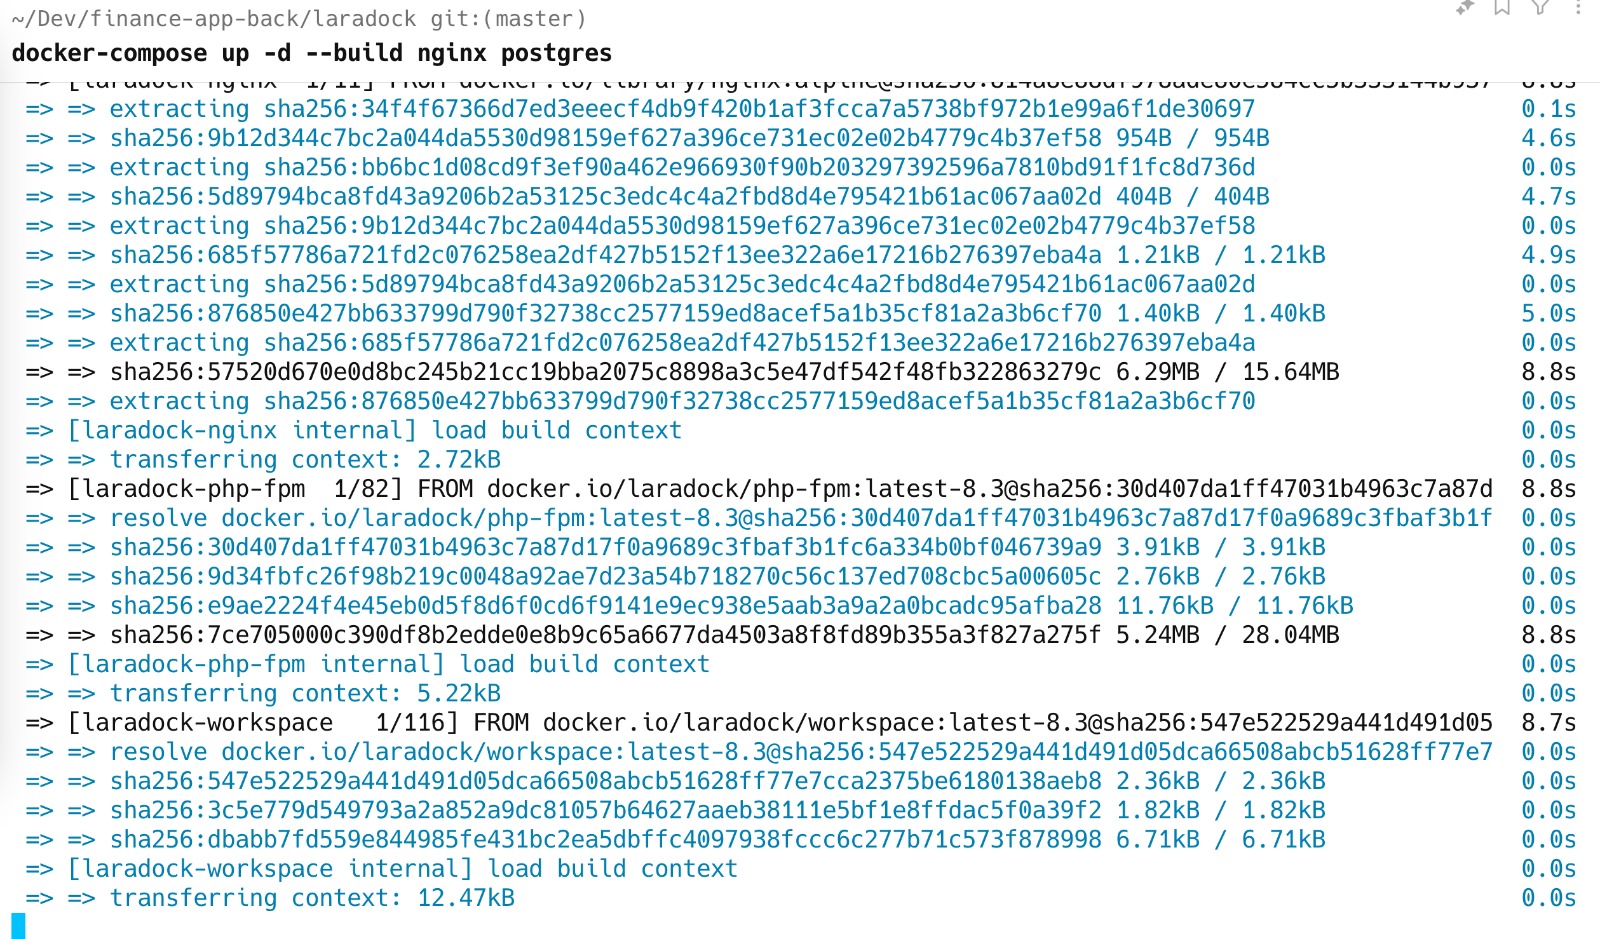 ~/Dev/finance-app-back/laradock git:(master)
docker-compose up -d --build nginx postgres
=> => extracting sha256:34f4f67366d7ed3eeecf4db9f420b1af3fcca7a5738bf972b1e99a6f1de30697 0.1s
=> => sha256:9b12d344c7bc2a044da5530d98159ef627a396ce731ec02e02b4779c4b37ef58 954B / 954B 4.6s
=> => extracting sha256:bb6bc1d08cd9f3ef90a462e966930f90b203297392596a7810bd91f1fc8d736d 0.0s
=> => sha256:5d89794bca8fd43a9206b2a53125c3edc4c4a2fbd8d4e795421b61ac067aa02d 404B / 404B 4.7s
=> => extracting sha256:9b12d344c7bc2a044da5530d98159ef627a396ce731ec02e02b4779c4b37ef58 0.0s
=> => sha256:685f57786a721fd2c076258ea2df427b5152f13ee322a6e17216b276397eba4a 1.21kB / 1.21kB 4.9s
=> => extracting sha256:5d89794bca8fd43a9206b2a53125c3edc4c4a2fbd8d4e795421b61ac067aa02d 0.0s
=> => sha256:876850e427bb633799d790f32738cc2577159ed8acef5a1b35cf81a2a3b6cf70 1.40kB / 1.40kB 5.0s
=> => extracting sha256:685f57786a721fd2c076258ea2df427b5152f13ee322a6e17216b276397eba4a 0.0s
=> => sha256:57520d670e0d8bc245b21cc19bba2075c8898a3c5e47df542f48fb322863279c 6.29MB / 15.64MB 8.8s
=> => extracting sha256:876850e427bb633799d790f32738cc2577159ed8acef5a1b35cf81a2a3b6cf70 0.0s
=> [laradock-nginx internal] load build context 0.0s
=> => transferring context: 2.72kB 0.0s
=> [laradock-php-fpm  1/82] FROM docker.io/laradock/php-fpm:latest-8.3@sha256:30d407da1ff47031b4963c7a87d 8.8s
=> => resolve docker.io/laradock/php-fpm:latest-8.3@sha256:30d407da1ff47031b4963c7a87d17f0a9689c3fbaf3b1f 0.0s
=> => sha256:30d407da1ff47031b4963c7a87d17f0a9689c3fbaf3b1fc6a334b0bf046739a9 3.91kB / 3.91kB 0.0s
=> => sha256:9d34fbfc26f98b219c0048a92ae7d23a54b718270c56c137ed708cbc5a00605c 2.76kB / 2.76kB 0.0s
=> => sha256:e9ae2224f4e45eb0d5f8d6f0cd6f9141e9ec938e5aab3a9a2a0bcadc95afba28 11.76kB / 11.76kB 0.0s
=> => sha256:7ce705000c390df8b2edde0e8b9c65a6677da4503a8f8fd89b355a3f827a275f 5.24MB / 28.04MB 8.8s
=> [laradock-php-fpm internal] load build context 0.0s
=> => transferring context: 5.22kB 0.0s
=> [laradock-workspace   1/116] FROM docker.io/laradock/workspace:latest-8.3@sha256:547e522529a441d491d05 8.7s
=> => resolve docker.io/laradock/workspace:latest-8.3@sha256:547e522529a441d491d05dca66508abcb51628ff77e7 0.0s
=> => sha256:547e522529a441d491d05dca66508abcb51628ff77e7cca2375be6180138aeb8 2.36kB / 2.36kB 0.0s
=> => sha256:3c5e779d549793a2a852a9dc81057b64627aaeb38111e5bf1e8ffdac5f0a39f2 1.82kB / 1.82kB 0.0s
=> => sha256:dbabb7fd559e844985fe431bc2ea5dbffc4097938fccc6c277b71c573f878998 6.71kB / 6.71kB 0.0s
=> [laradock-workspace internal] load build context 0.0s
=> => transferring context: 12.47kB 0.0s